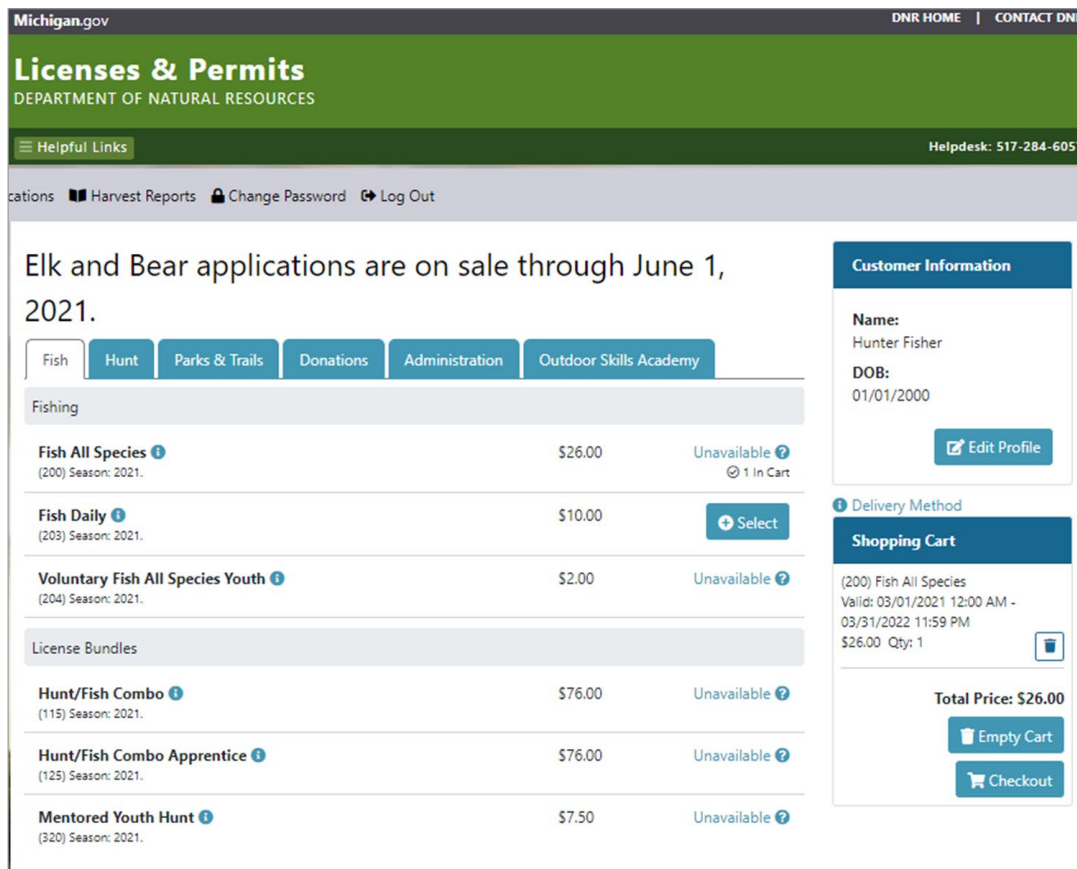 Michigan.gov
DNR HOME | CONTACT DN
Licenses & Permits
DEPARTMENT OF NATURAL RESOURCES
Helpful Links
Helpdesk: 517-284-605
cations Harvest Reports Change Password Log Out
Elk and Bear applications are on sale through June 1,
2021.
Fish Hunt Parks & Trails Donations Administration Outdoor Skills Academy
Fishing
Fish All Species $26.00 Unavailable
(200) Season: 2021. 1 In Cart
Fish Daily $10.00 Select
(203) Season: 2021.
Voluntary Fish All Species Youth $2.00 Unavailable
(204) Season: 2021.
License Bundles
Hunt/Fish Combo $76.00 Unavailable
(115) Season: 2021.
Hunt/Fish Combo Apprentice $76.00 Unavailable
(125) Season: 2021.
Mentored Youth Hunt $7.50 Unavailable
(320) Season: 2021.
Customer Information
Name:
Hunter Fisher
DOB:
01/01/2000
Edit Profile
Delivery Method
Shopping Cart
(200) Fish All Species
Valid: 03/01/2021 12:00 AM -
03/31/2022 11:59 PM
$26.00 Qty: 1
Total Price: $26.00
Empty Cart
Checkout